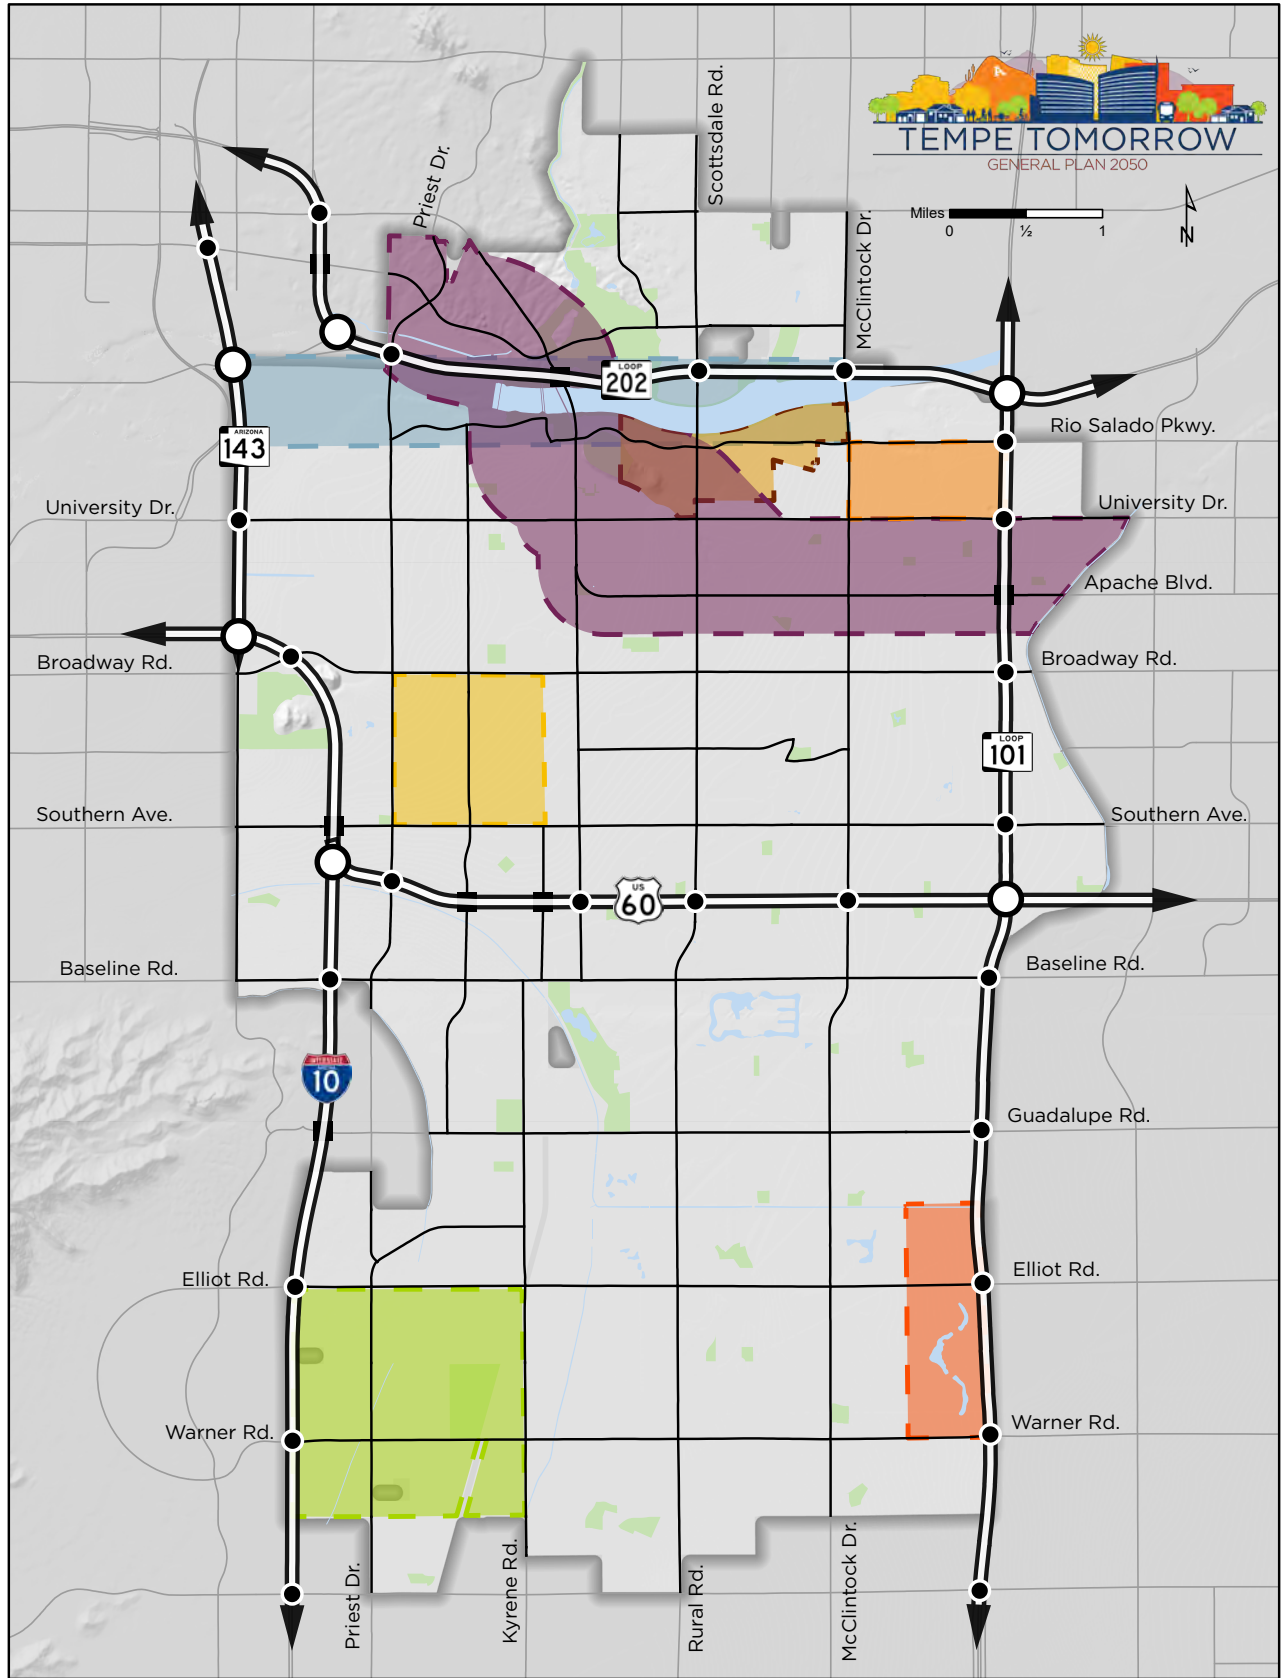 TEMPE TOMORROW
GENERAL PLAN 2050
A
Miles
0 ½ 1
N
Scottsdale Rd.
Priest Dr.
McClintock Dr.
LOOP
202
ARIZONA
143
Rio Salado Pkwy.
University Dr.
University Dr.
Apache Blvd.
Broadway Rd.
Broadway Rd.
LOOP
101
Southern Ave.
Southern Ave.
US
60
Baseline Rd.
Baseline Rd.
INTERSTATE
10
Guadalupe Rd.
Elliot Rd.
Elliot Rd.
Warner Rd.
Warner Rd.
Priest Dr.
Kyrene Rd.
Rural Rd.
McClintock Dr.